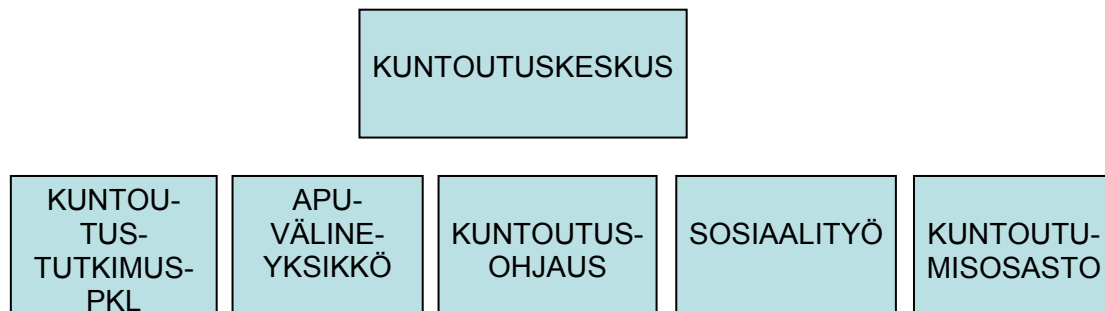 KUNTOUTUSKESKUS
KUNTOU-
TUS-
TUTKIMUS-
PKL
APU-
VÄLINE-
YKSIKKÖ
KUNTOUTUS-
OHJAUS
SOSIAALITYÖ
KUNTOUTU-
MISOSASTO